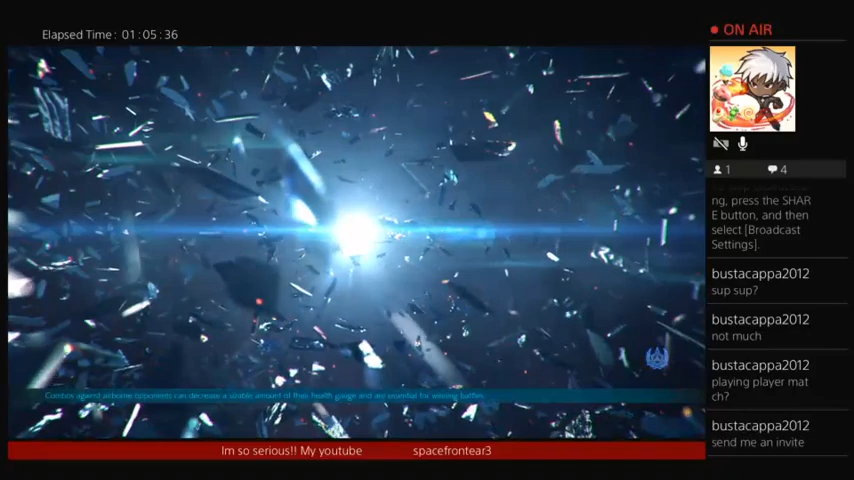 Elapsed Time: 01:05:36
ON AIR
1
4
ng, press the SHAR
E button, and then
select [Broadcast
Settings].
bustacappa2012
sup sup?
bustacappa2012
not much
bustacappa2012
playing player mat
ch?
bustacappa2012
send me an invite
Combos against airborne opponents can decrease a sizable amount of their health gauge and are essential for winning battles.
Im so serious!! My youtube spacefrontear3